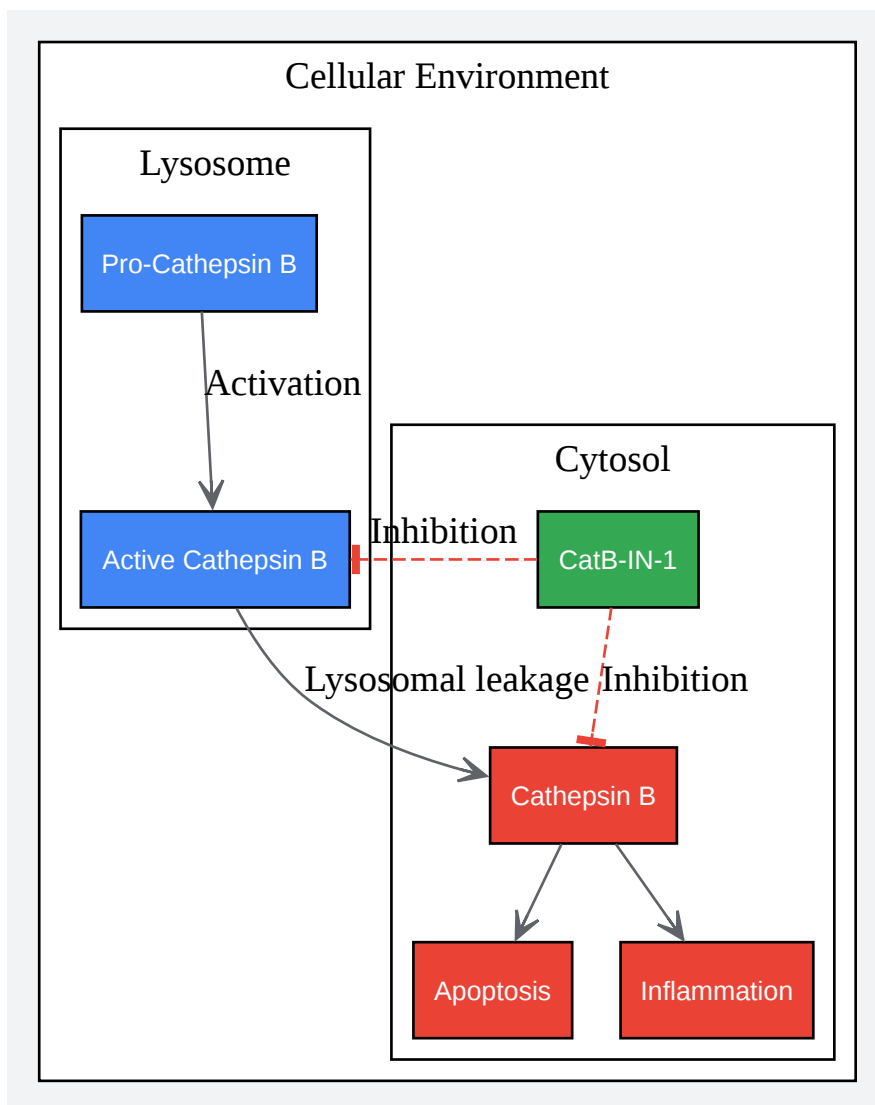 Cellular Environment
Lysosome
Pro-Cathepsin B
Activation
Cytosol
Active Cathepsin B
Inhibition
CatB-IN-1
Lysosomal leakage
Inhibition
Cathepsin B
Apoptosis
Inflammation